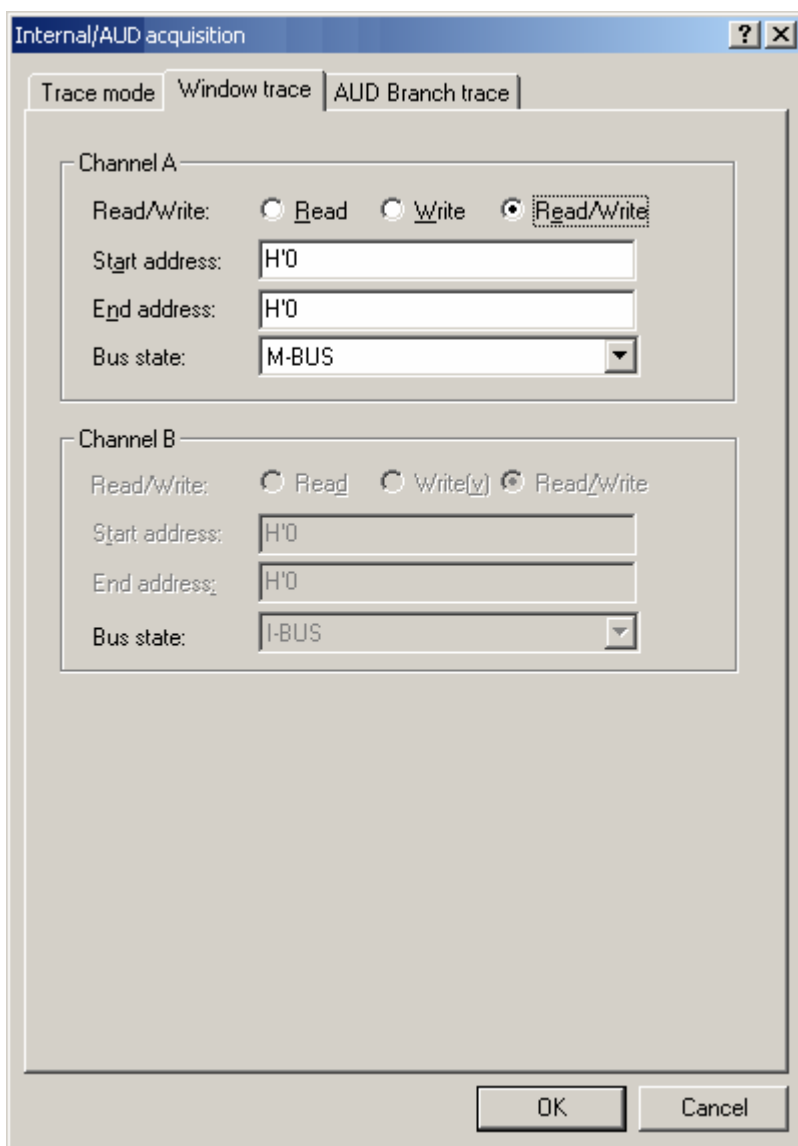 Internal/AUD acquisition
Trace mode Window trace AUD Branch trace
Channel A
Read/Write: Read Write Read/Write
Start address: H'0
End address: H'0
Bus state: M-BUS
Channel B
Read/Write: Read Write(v) Read/Write
Start address: H'0
End address: H'0
Bus state: I-BUS
OK Cancel